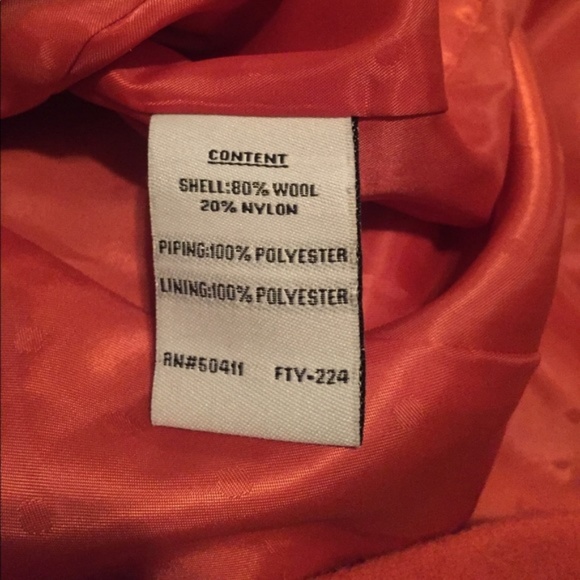 CONTENT
SHELL:80% WOOL
20% NYLON
PIPING:100% POLYESTER
LINING:100% POLYESTER
RN#50411 FTY-224